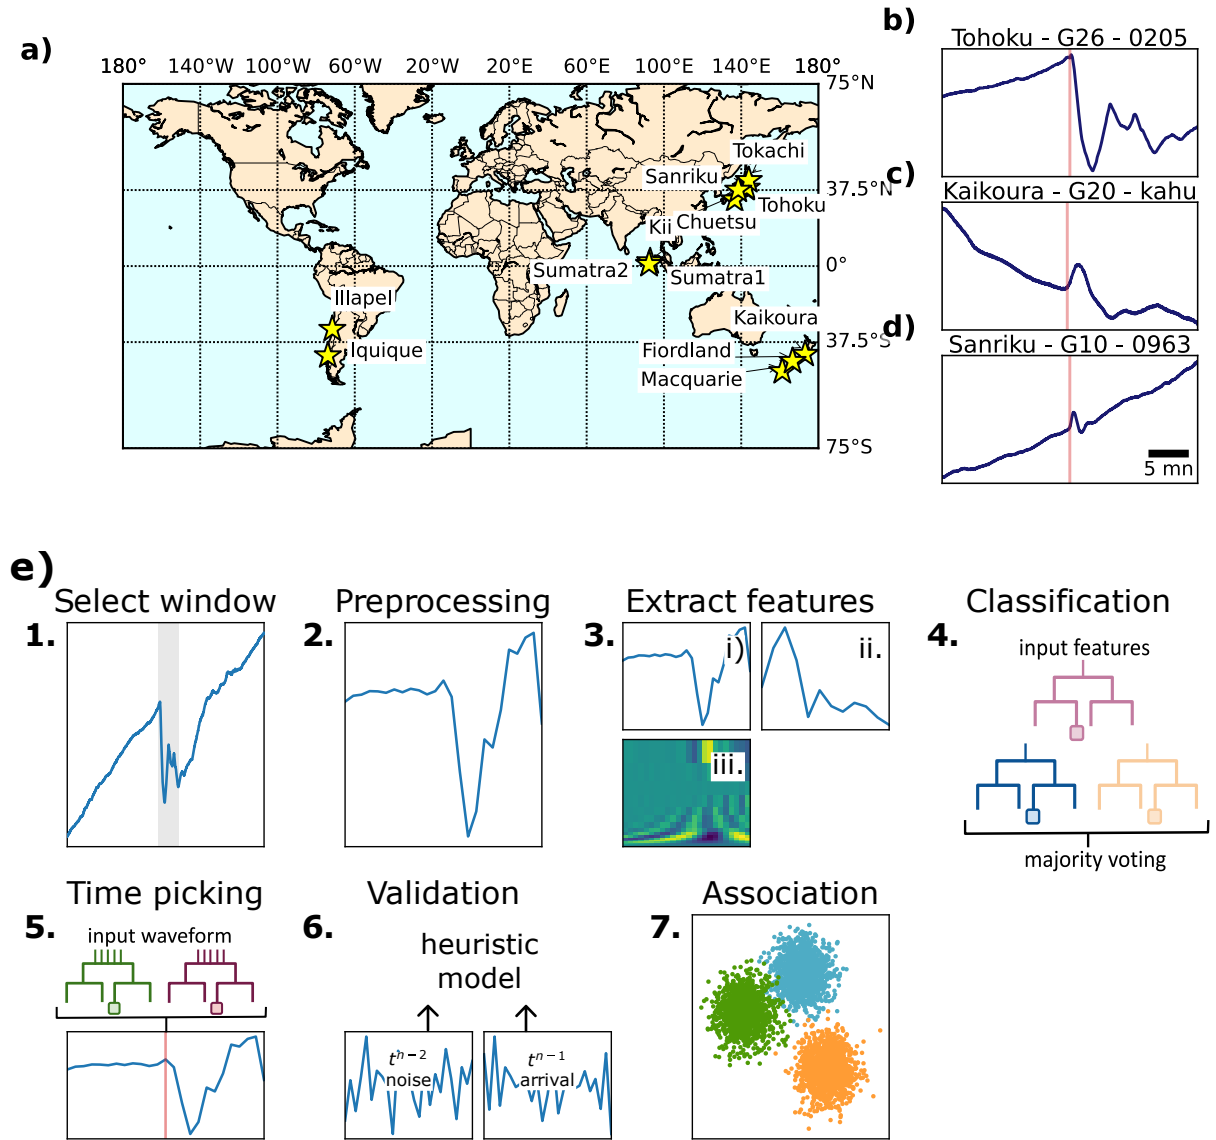 a)
180° 140°W 100°W 60°W 20°W 20°E 60°E 100°E 140°E 180°
75°N
37.5°N
0°
37.5°S
75°S
Tokachi
Sanriku
Tohoku
Kii
Chuetsu
Sumatra2
Sumatra1
Illapel
Iquique
Kaikoura
Fiordland
Macquarie
b)
Tohoku - G26 - 0205
c)
Kaikoura - G20 - kahu
d)
Sanriku - G10 - 0963
5 mn
e)
Select window
1.
Preprocessing
2.
Extract features
3.
i)
ii.
iii.
Classification
4.
input features
majority voting
Time picking
5.
input waveform
Validation
6.
heuristic
model
t^{n−2}
noise
t^{n−1}
arrival
Association
7.